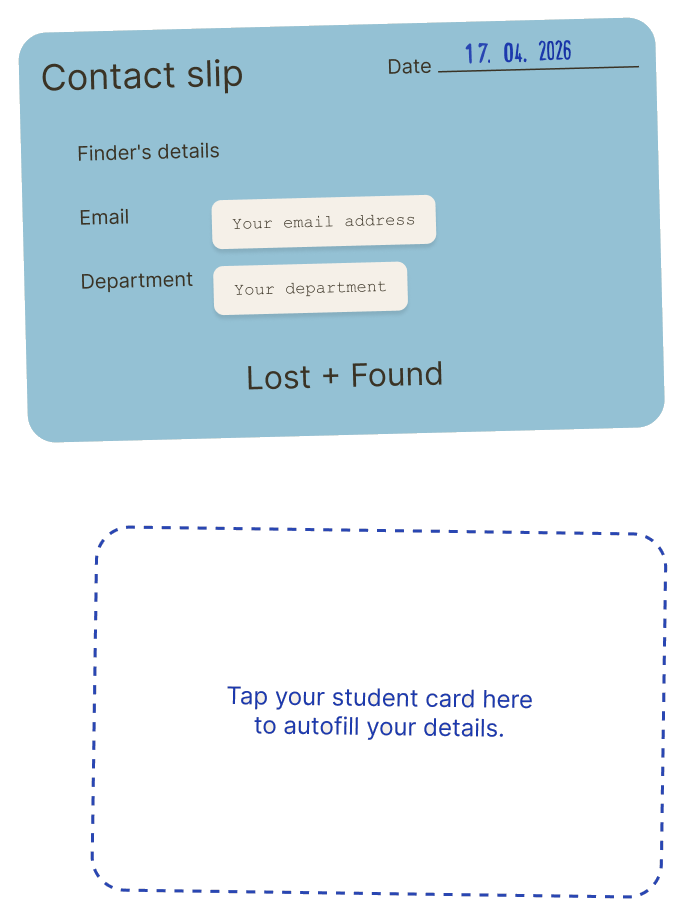 Contact slip
Date 17. 04. 2026
Finder's details
Email Your email address
Department Your department
Lost + Found
Tap your student card here
to autofill your details.